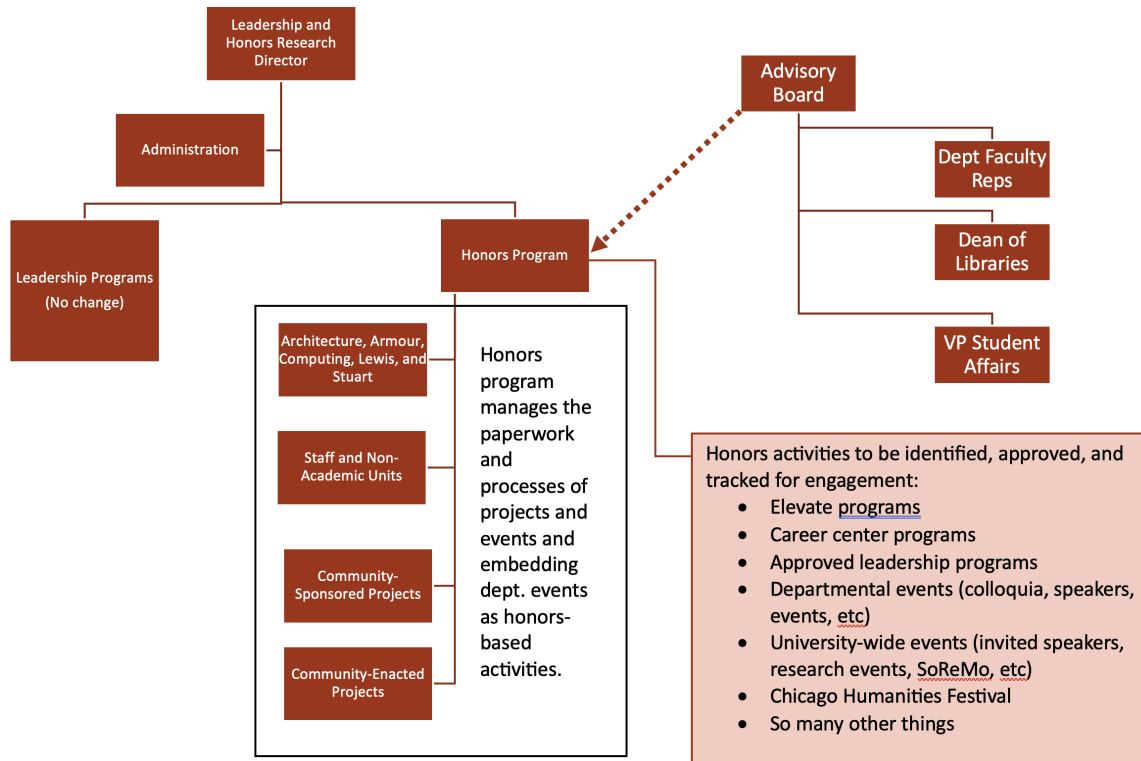 Leadership and
Honors Research
Director
Administration
Leadership Programs
(No change)
Honors Program
Advisory
Board
Dept Faculty
Reps
Dean of
Libraries
VP Student
Affairs
Architecture, Armour,
Computing, Lewis, and
Stuart
Staff and Non-
Academic Units
Community-
Sponsored Projects
Community-Enacted
Projects
Honors
program
manages the
paperwork
and
processes of
projects and
events and
embedding
dept. events
as honors-
based
activities.
Honors activities to be identified, approved, and
tracked for engagement:
• Elevate programs
• Career center programs
• Approved leadership programs
• Departmental events (colloquia, speakers,
events, etc)
• University-wide events (invited speakers,
research events, SoReMo, etc)
• Chicago Humanities Festival
• So many other things